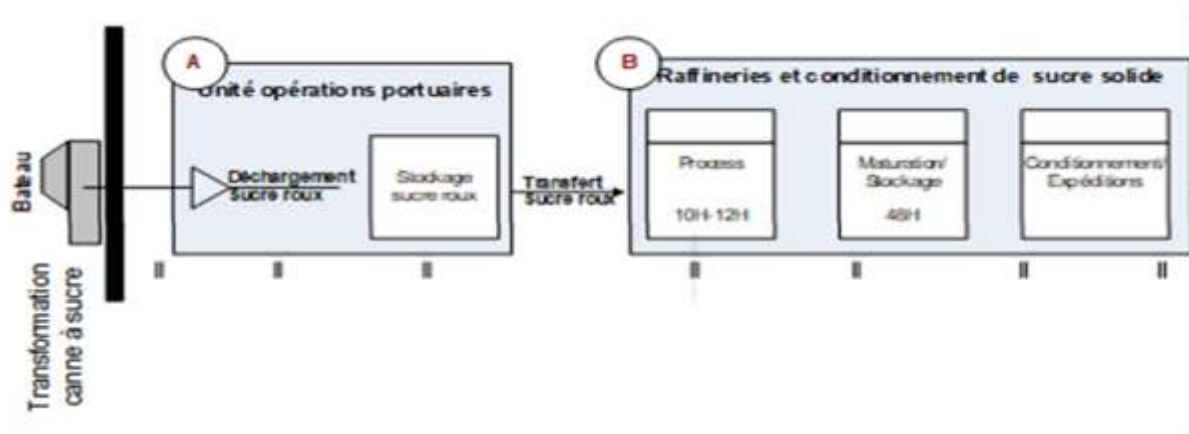 A
B
Unité opérations portuaires
Raffineries et conditionnement de sucre solide
Bateau
Déchargement
Sucre roux
Stockage
sucre roux
Transfert
Sucre roux
Process
10H-12H
Maturation/
Stockage
48H
Conditionnement/
Expéditions
Transformation
canne à sucre